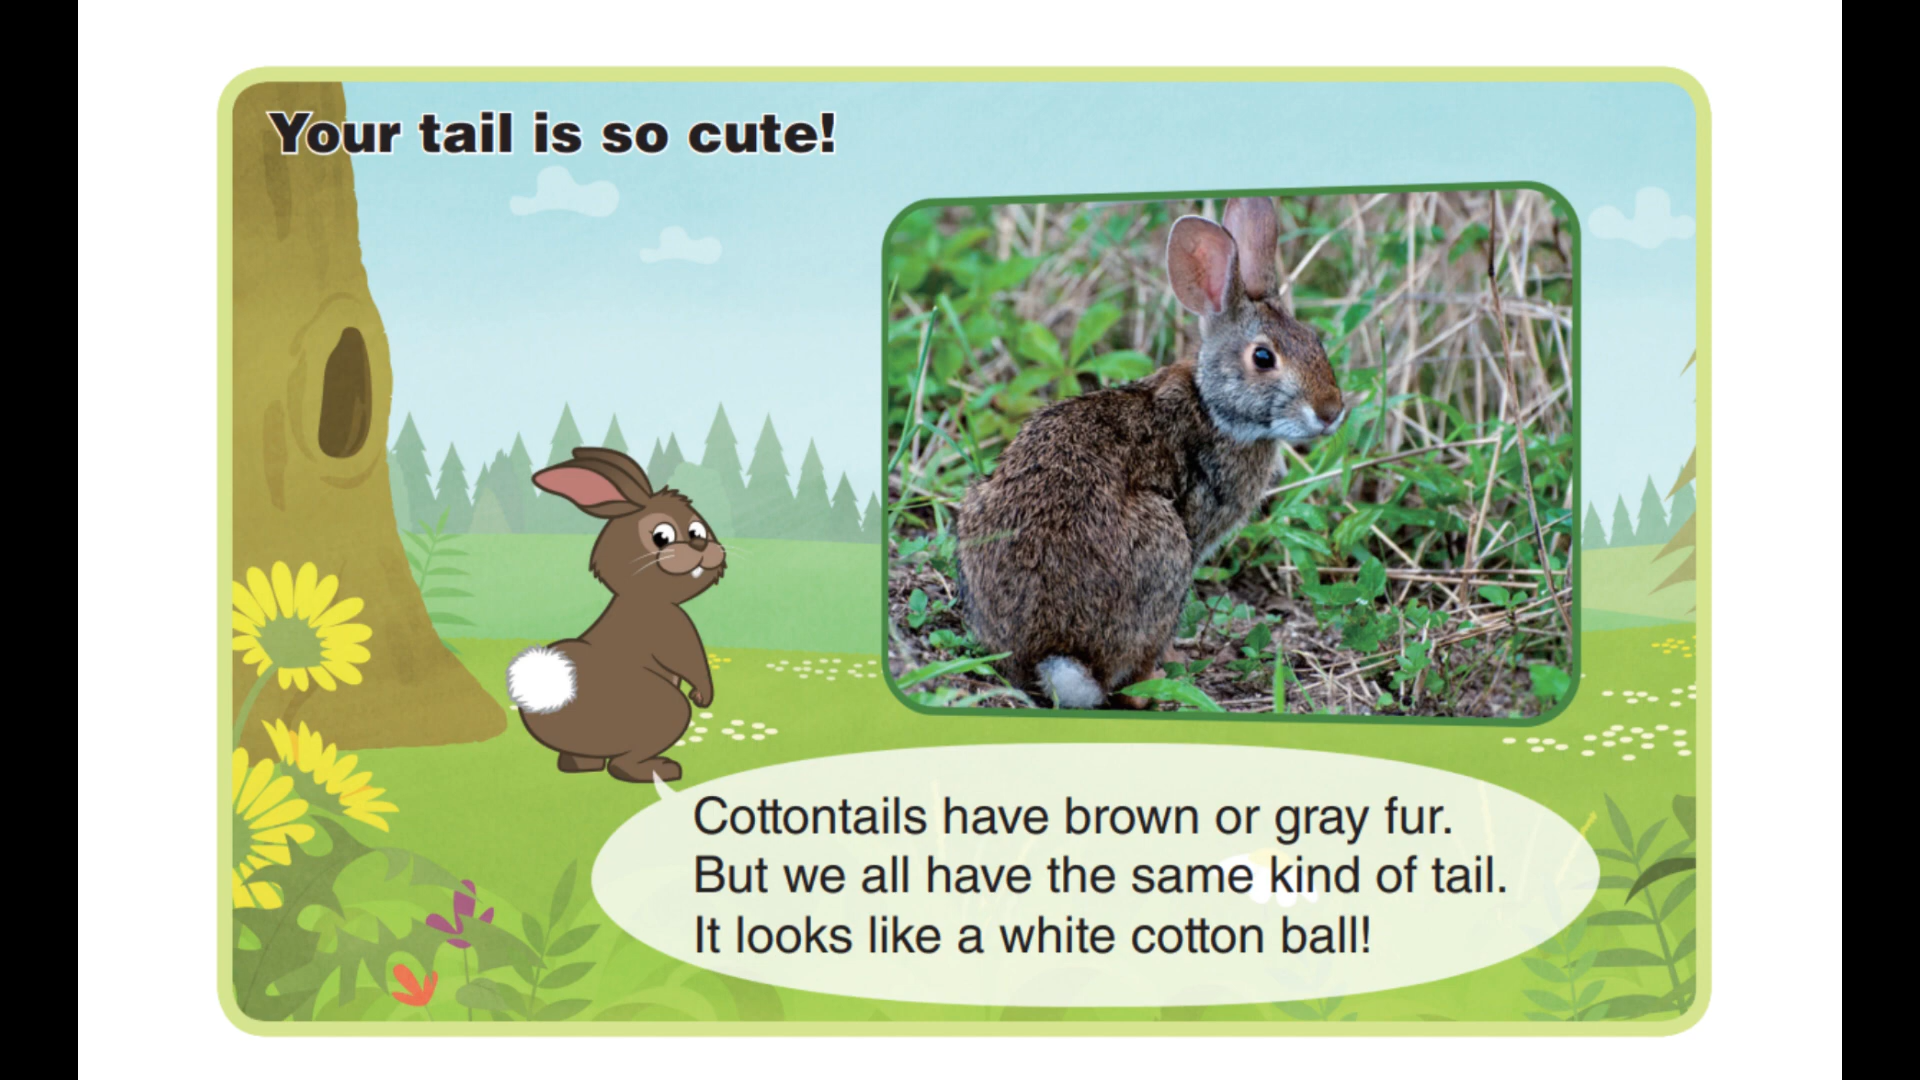 Your tail is so cute!
Cottontails have brown or gray fur.
But we all have the same kind of tail.
It looks like a white cotton ball!